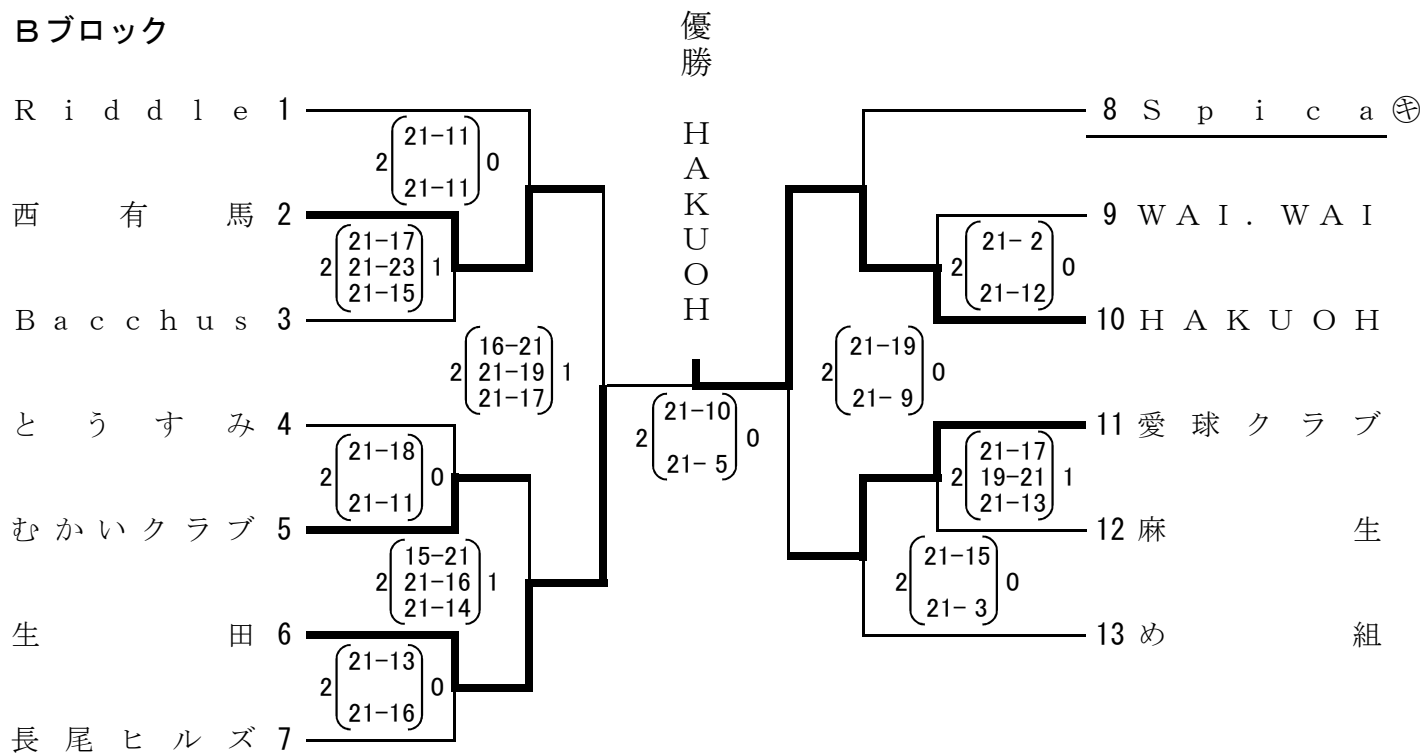 Bブロック
優勝 HAKUOH
Riddle 1
2 21-11 0
21-11
西有馬 2
21-17
2 21-23 1
21-15
Bacchus 3
16-21
2 21-19 1
21-17
とうすみ 4
2 21-18 0
21-11
むかいクラブ 5
15-21
2 21-16 1
21-14
生田 6
2 21-13 0
21-16
長尾ヒルズ 7
2 21-10 0
21- 5
8 Spica㋖
9 WAI.WAI
2 21- 2 0
21-12
10 HAKUOH
2 21-19 0
21- 9
11 愛球クラブ
21-17
2 19-21 1
21-13
12 麻生
2 21-15 0
21- 3
13 め組